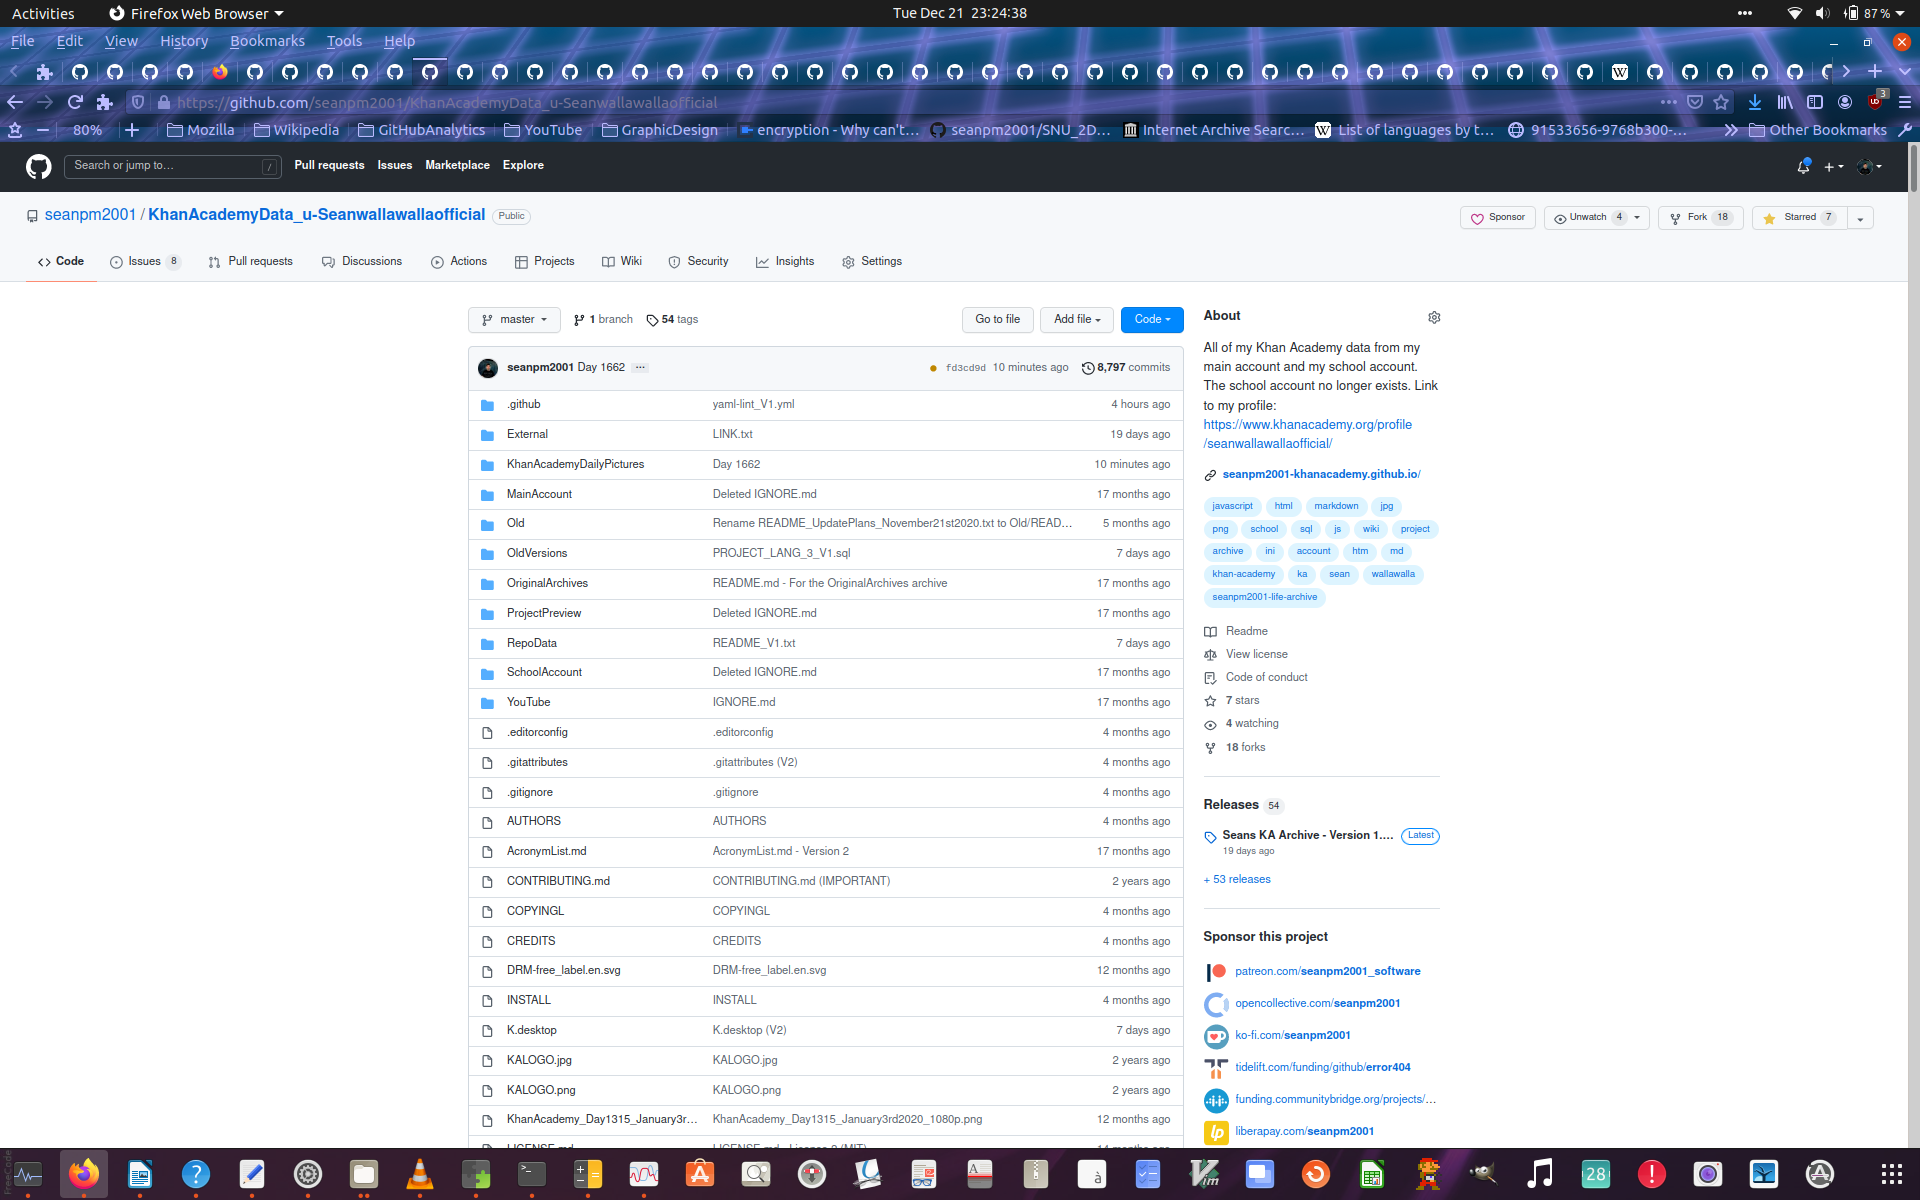 Activities
Firefox Web Browser
Tue Dec 21 23:24:38
87 %
File Edit View History Bookmarks Tools Help
https://github.com/seanpm2001/KhanAcademyData_u-Seanwallawallaofficial
3
80%
Mozilla
Wikipedia
GitHubAnalytics
YouTube
GraphicDesign
encryption - Why can't...
seanpm2001/SNU_2D...
Internet Archive Searc...
List of languages by t...
91533656-9768b300-...
Other Bookmarks
Search or jump to...
/
Pull requests Issues Marketplace Explore
seanpm2001 / KhanAcademyData_u-Seanwallawallaofficial Public
Sponsor
Unwatch 4
Fork 18
Starred 7
Code
Issues 8
Pull requests
Discussions
Actions
Projects
Wiki
Security
Insights
Settings
master
1 branch
54 tags
Go to file
Add file
Code
seanpm2001 Day 1662 ... fd3cd9d 10 minutes ago 8,797 commits
.github yaml-lint_V1.yml 4 hours ago
External LINK.txt 19 days ago
KhanAcademyDailyPictures Day 1662 10 minutes ago
MainAccount Deleted IGNORE.md 17 months ago
Old Rename README_UpdatePlans_November21st2020.txt to Old/READ... 5 months ago
OldVersions PROJECT_LANG_3_V1.sql 7 days ago
OriginalArchives README.md - For the OriginalArchives archive 17 months ago
ProjectPreview Deleted IGNORE.md 17 months ago
RepoData README_V1.txt 7 days ago
SchoolAccount Deleted IGNORE.md 17 months ago
YouTube IGNORE.md 17 months ago
.editorconfig .editorconfig 4 months ago
.gitattributes .gitattributes (V2) 4 months ago
.gitignore .gitignore 4 months ago
AUTHORS AUTHORS 4 months ago
AcronymList.md AcronymList.md - Version 2 17 months ago
CONTRIBUTING.md CONTRIBUTING.md (IMPORTANT) 2 years ago
COPYINGL COPYINGL 4 months ago
CREDITS CREDITS 4 months ago
DRM-free_label.en.svg DRM-free_label.en.svg 12 months ago
INSTALL INSTALL 4 months ago
K.desktop K.desktop (V2) 7 days ago
KALOGO.jpg KALOGO.jpg 2 years ago
KALOGO.png KALOGO.png 2 years ago
KhanAcademy_Day1315_January3r... KhanAcademy_Day1315_January3rd2020_1080p.png 12 months ago
About
All of my Khan Academy data from my
main account and my school account.
The school account no longer exists. Link
to my profile:
https://www.khanacademy.org/profile
/seanwallawallaofficial/
seanpm2001-khanacademy.github.io/
javascript html markdown jpg
png school sql js wiki project
archive ini account htm md
khan-academy ka sean wallawalla
seanpm2001-life-archive
Readme
View license
Code of conduct
7 stars
4 watching
18 forks
Releases 54
Seans KA Archive - Version 1.... Latest
19 days ago
+ 53 releases
Sponsor this project
patreon.com/seanpm2001_software
opencollective.com/seanpm2001
ko-fi.com/seanpm2001
tidelift.com/funding/github/error404
funding.communitybridge.org/projects/...
liberapay.com/seanpm2001
28